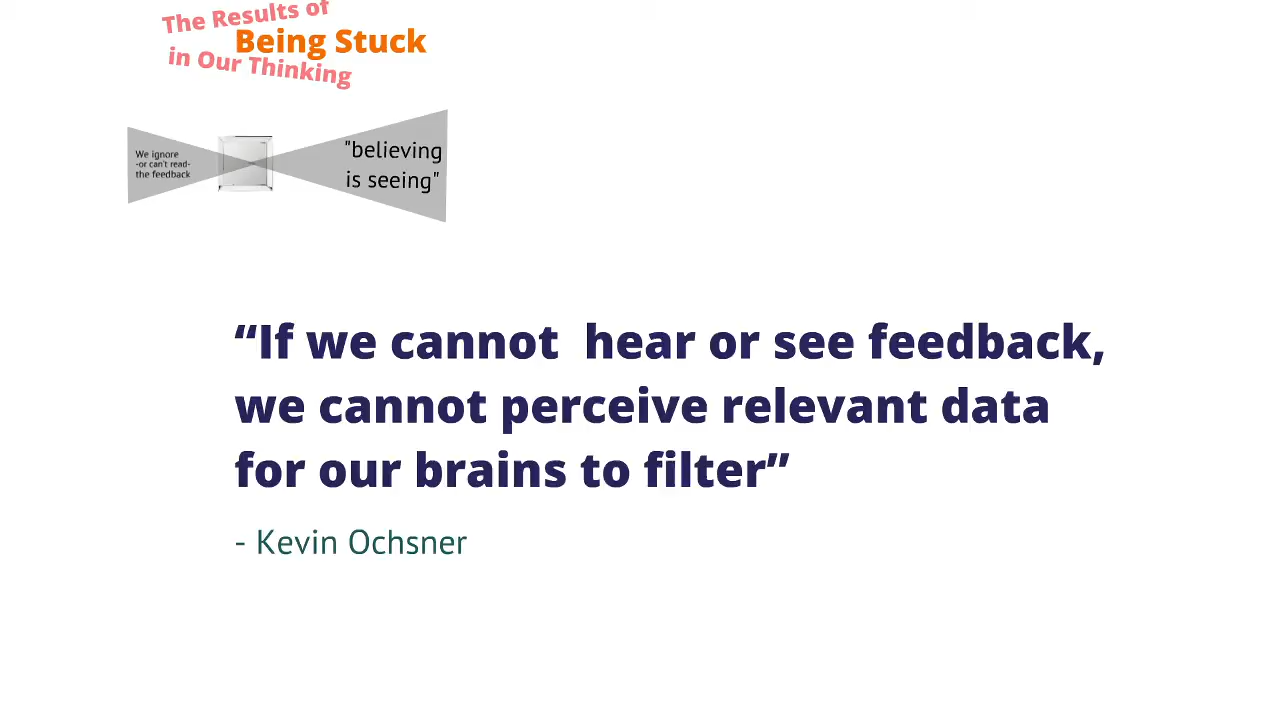 The Results of
Being Stuck
in Our Thinking
We ignore
-or can't read-
the feedback
"believing
is seeing"
“If we cannot  hear or see feedback,
we cannot perceive relevant data
for our brains to filter”
- Kevin Ochsner